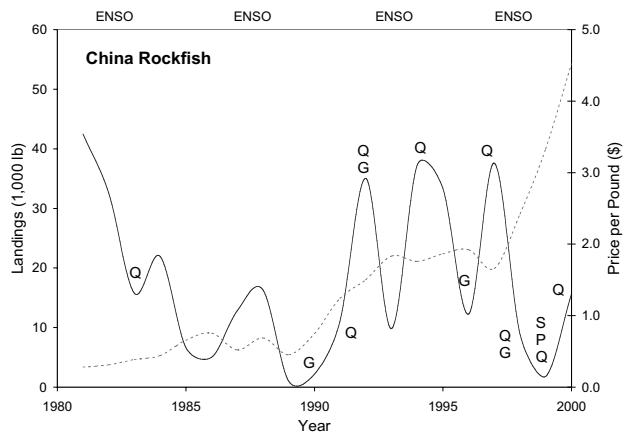 ENSO ENSO ENSO ENSO
60 5.0
China Rockfish
50
4.0
Q
40 Q Q
G
3.0
30
2.0
20 Q
G
Q
1.0
10 Q Q S
G P
G Q
0 0.0
1980 1985 1990 1995 2000
Year
Landings (1,000 lb)
Price per Pound ($)